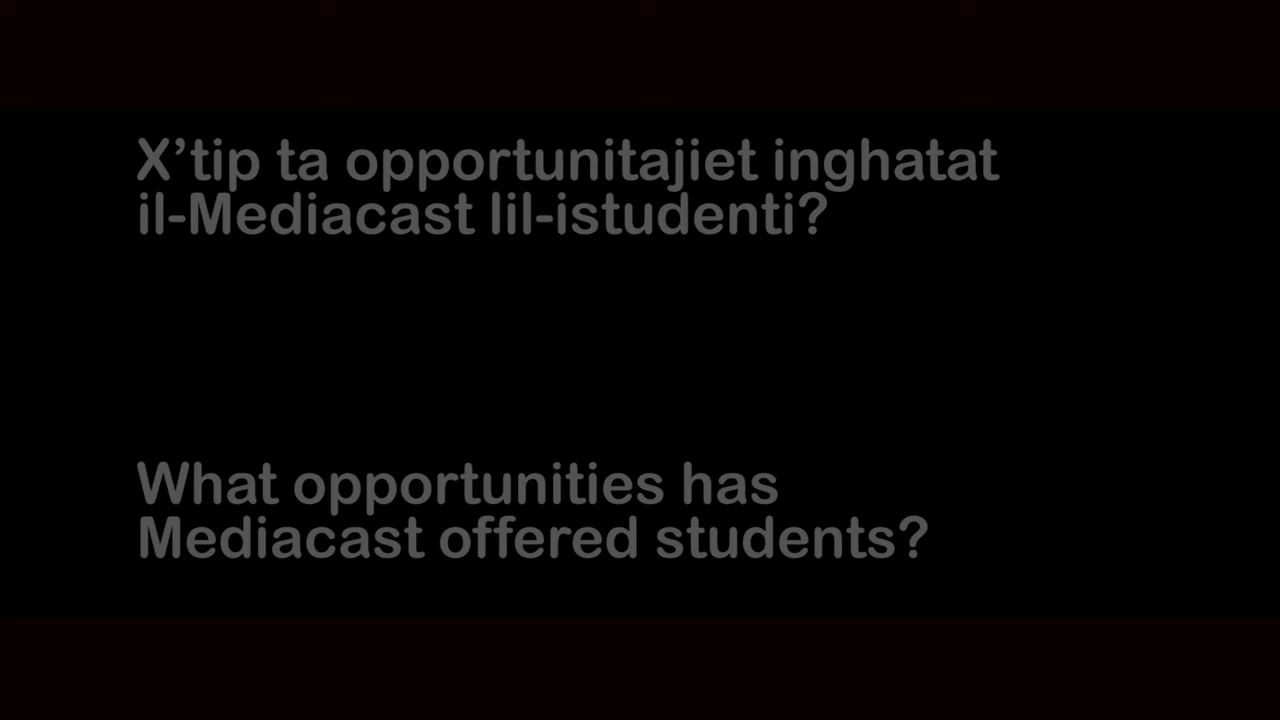 X’tip ta opportunitajiet inghatat
il-Mediacast lil-istudenti?
What opportunities has
Mediacast offered students?